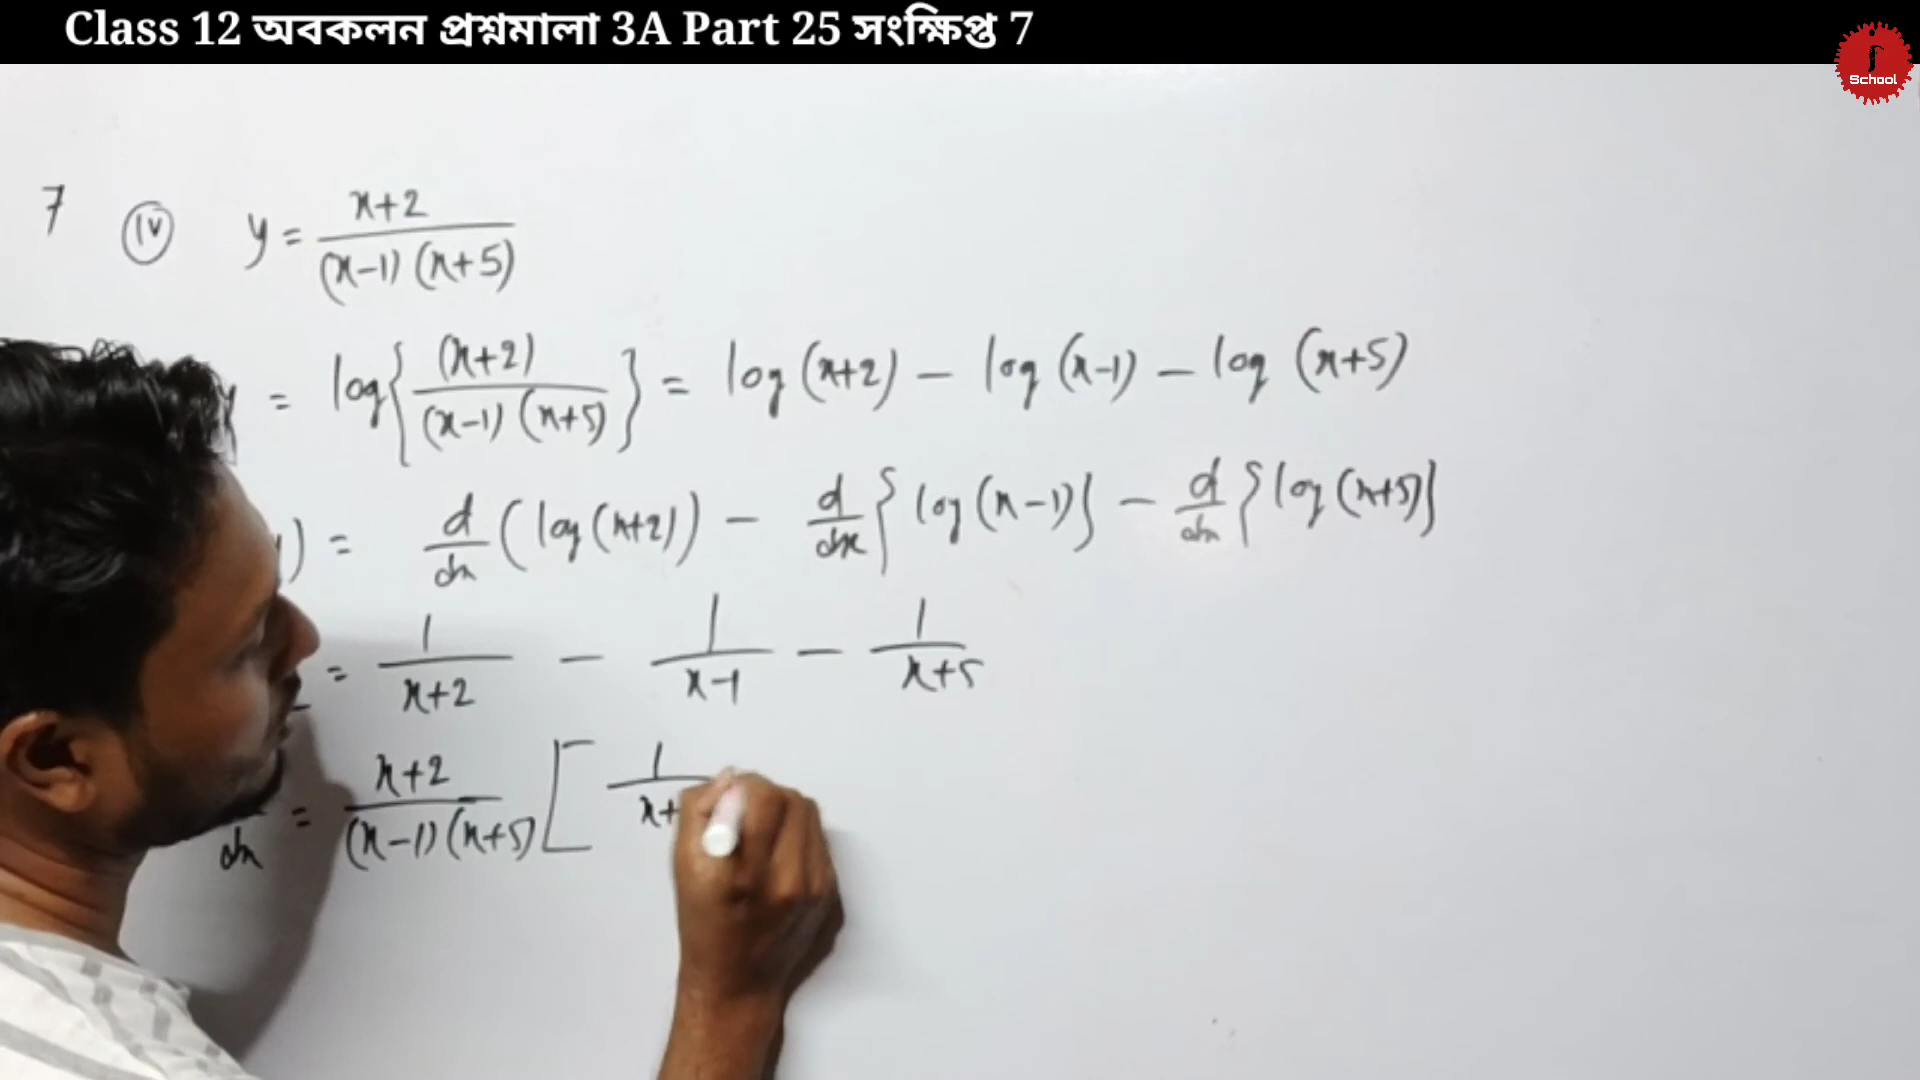 Class 12 অবকলন প্রশ্নমালা 3A Part 25 সংক্ষিপ্ত 7
School
7 (iv) y = x+2 / (x-1) (x+5)
y = log{ (x+2) / (x-1) (x+5) } = log (x+2) - log (x-1) - log (x+5)
) = d/dx (log (x+2)) - d/dx { log (x-1) } - d/dx { log (x+5) }
= 1 / x+2 - 1 / x-1 - 1 / x+5
dx = x+2 / (x-1) (x+5) [ 1 / x+